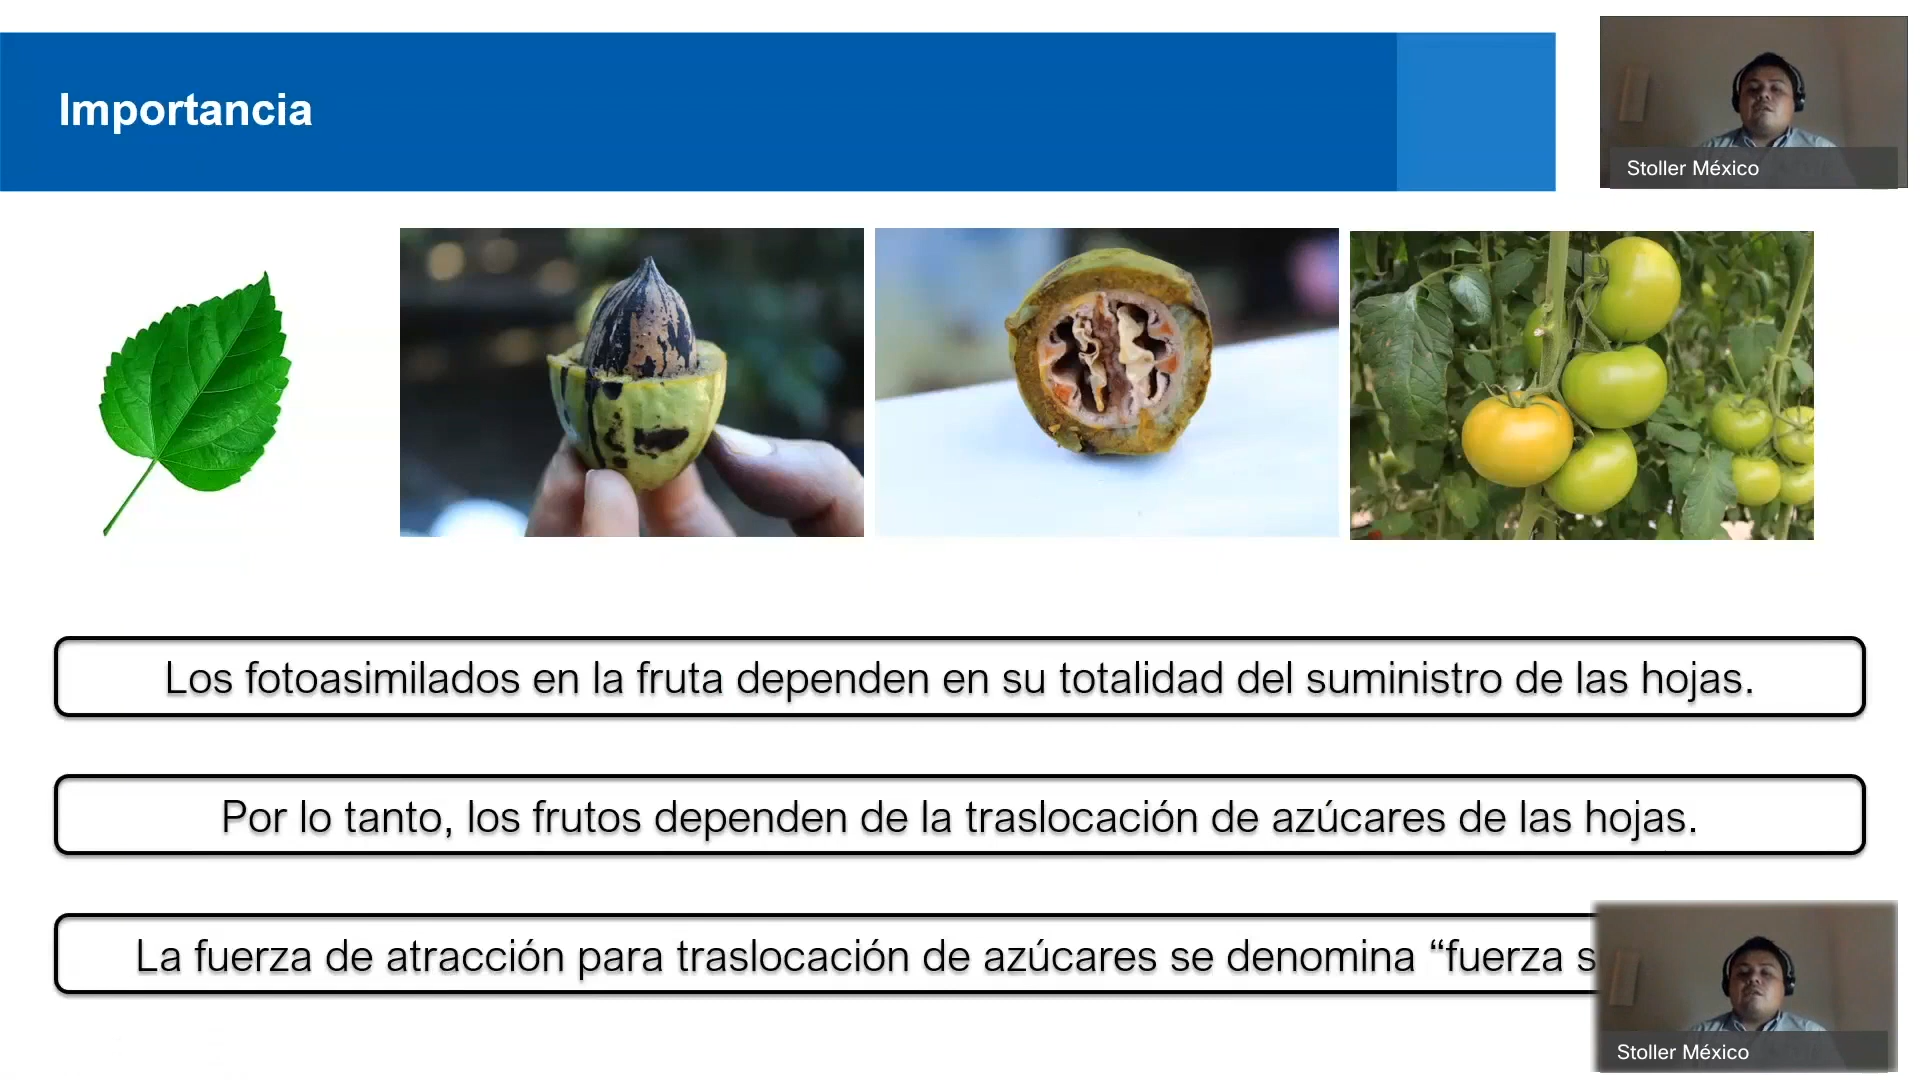 Importancia
Stoller México
Los fotoasimilados en la fruta dependen en su totalidad del suministro de las hojas.
Por lo tanto, los frutos dependen de la traslocación de azúcares de las hojas.
La fuerza de atracción para traslocación de azúcares se denomina “fuerza
Stoller México